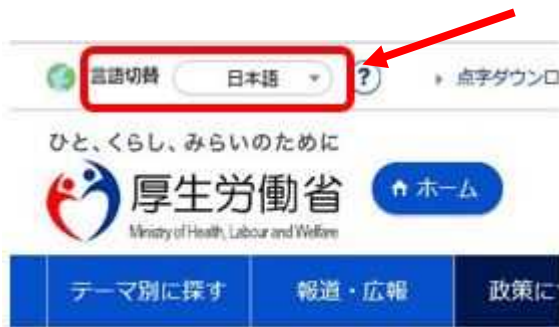 言語切替 日本語 ? 点字ダウンロ
ひと、くらし、みらいのために
厚生労働省 ホーム
Ministry of Health, Labour and Welfare
テーマ別に探す 報道・広報 政策に